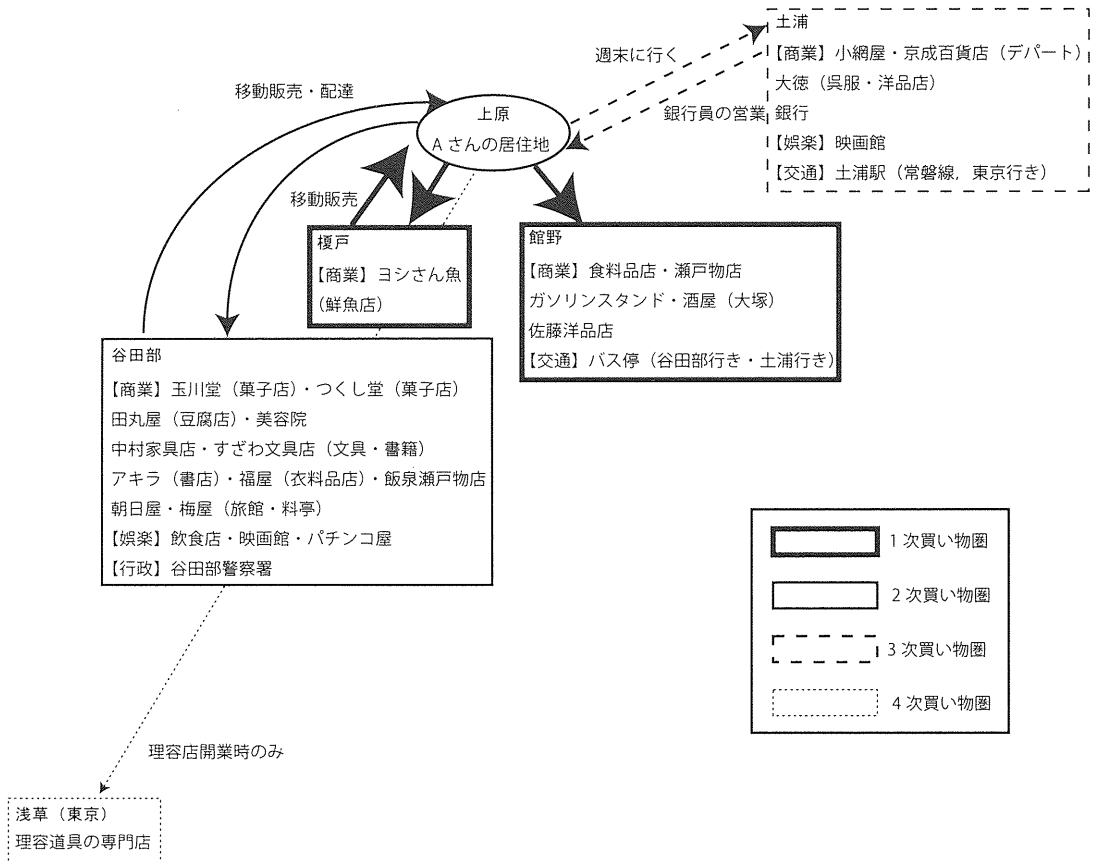 土浦
【商業】小網屋・京成百貨店（デパート）
大徳（呉服・洋品店）
銀行
【娯楽】映画館
【交通】土浦駅（常磐線，東京行き）
週末に行く
銀行員の営業
移動販売・配達
上原
Aさんの居住地
移動販売
榎戸
【商業】ヨシさん魚
（鮮魚店）
館野
【商業】食料品店・瀬戸物店
ガソリンスタンド・酒屋（大塚）
佐藤洋品店
【交通】バス停（谷田部行き・土浦行き）
谷田部
【商業】玉川堂（菓子店）・つくし堂（菓子店）
田丸屋（豆腐店）・美容院
中村家具店・すざわ文具店（文具・書籍）
アキラ（書店）・福屋（衣料品店）・飯泉瀬戸物店
朝日屋・梅屋（旅館・料亭）
【娯楽】飲食店・映画館・パチンコ屋
【行政】谷田部警察署
1次買い物圏
2次買い物圏
3次買い物圏
4次買い物圏
理容店開業時のみ
浅草（東京）
理容道具の専門店